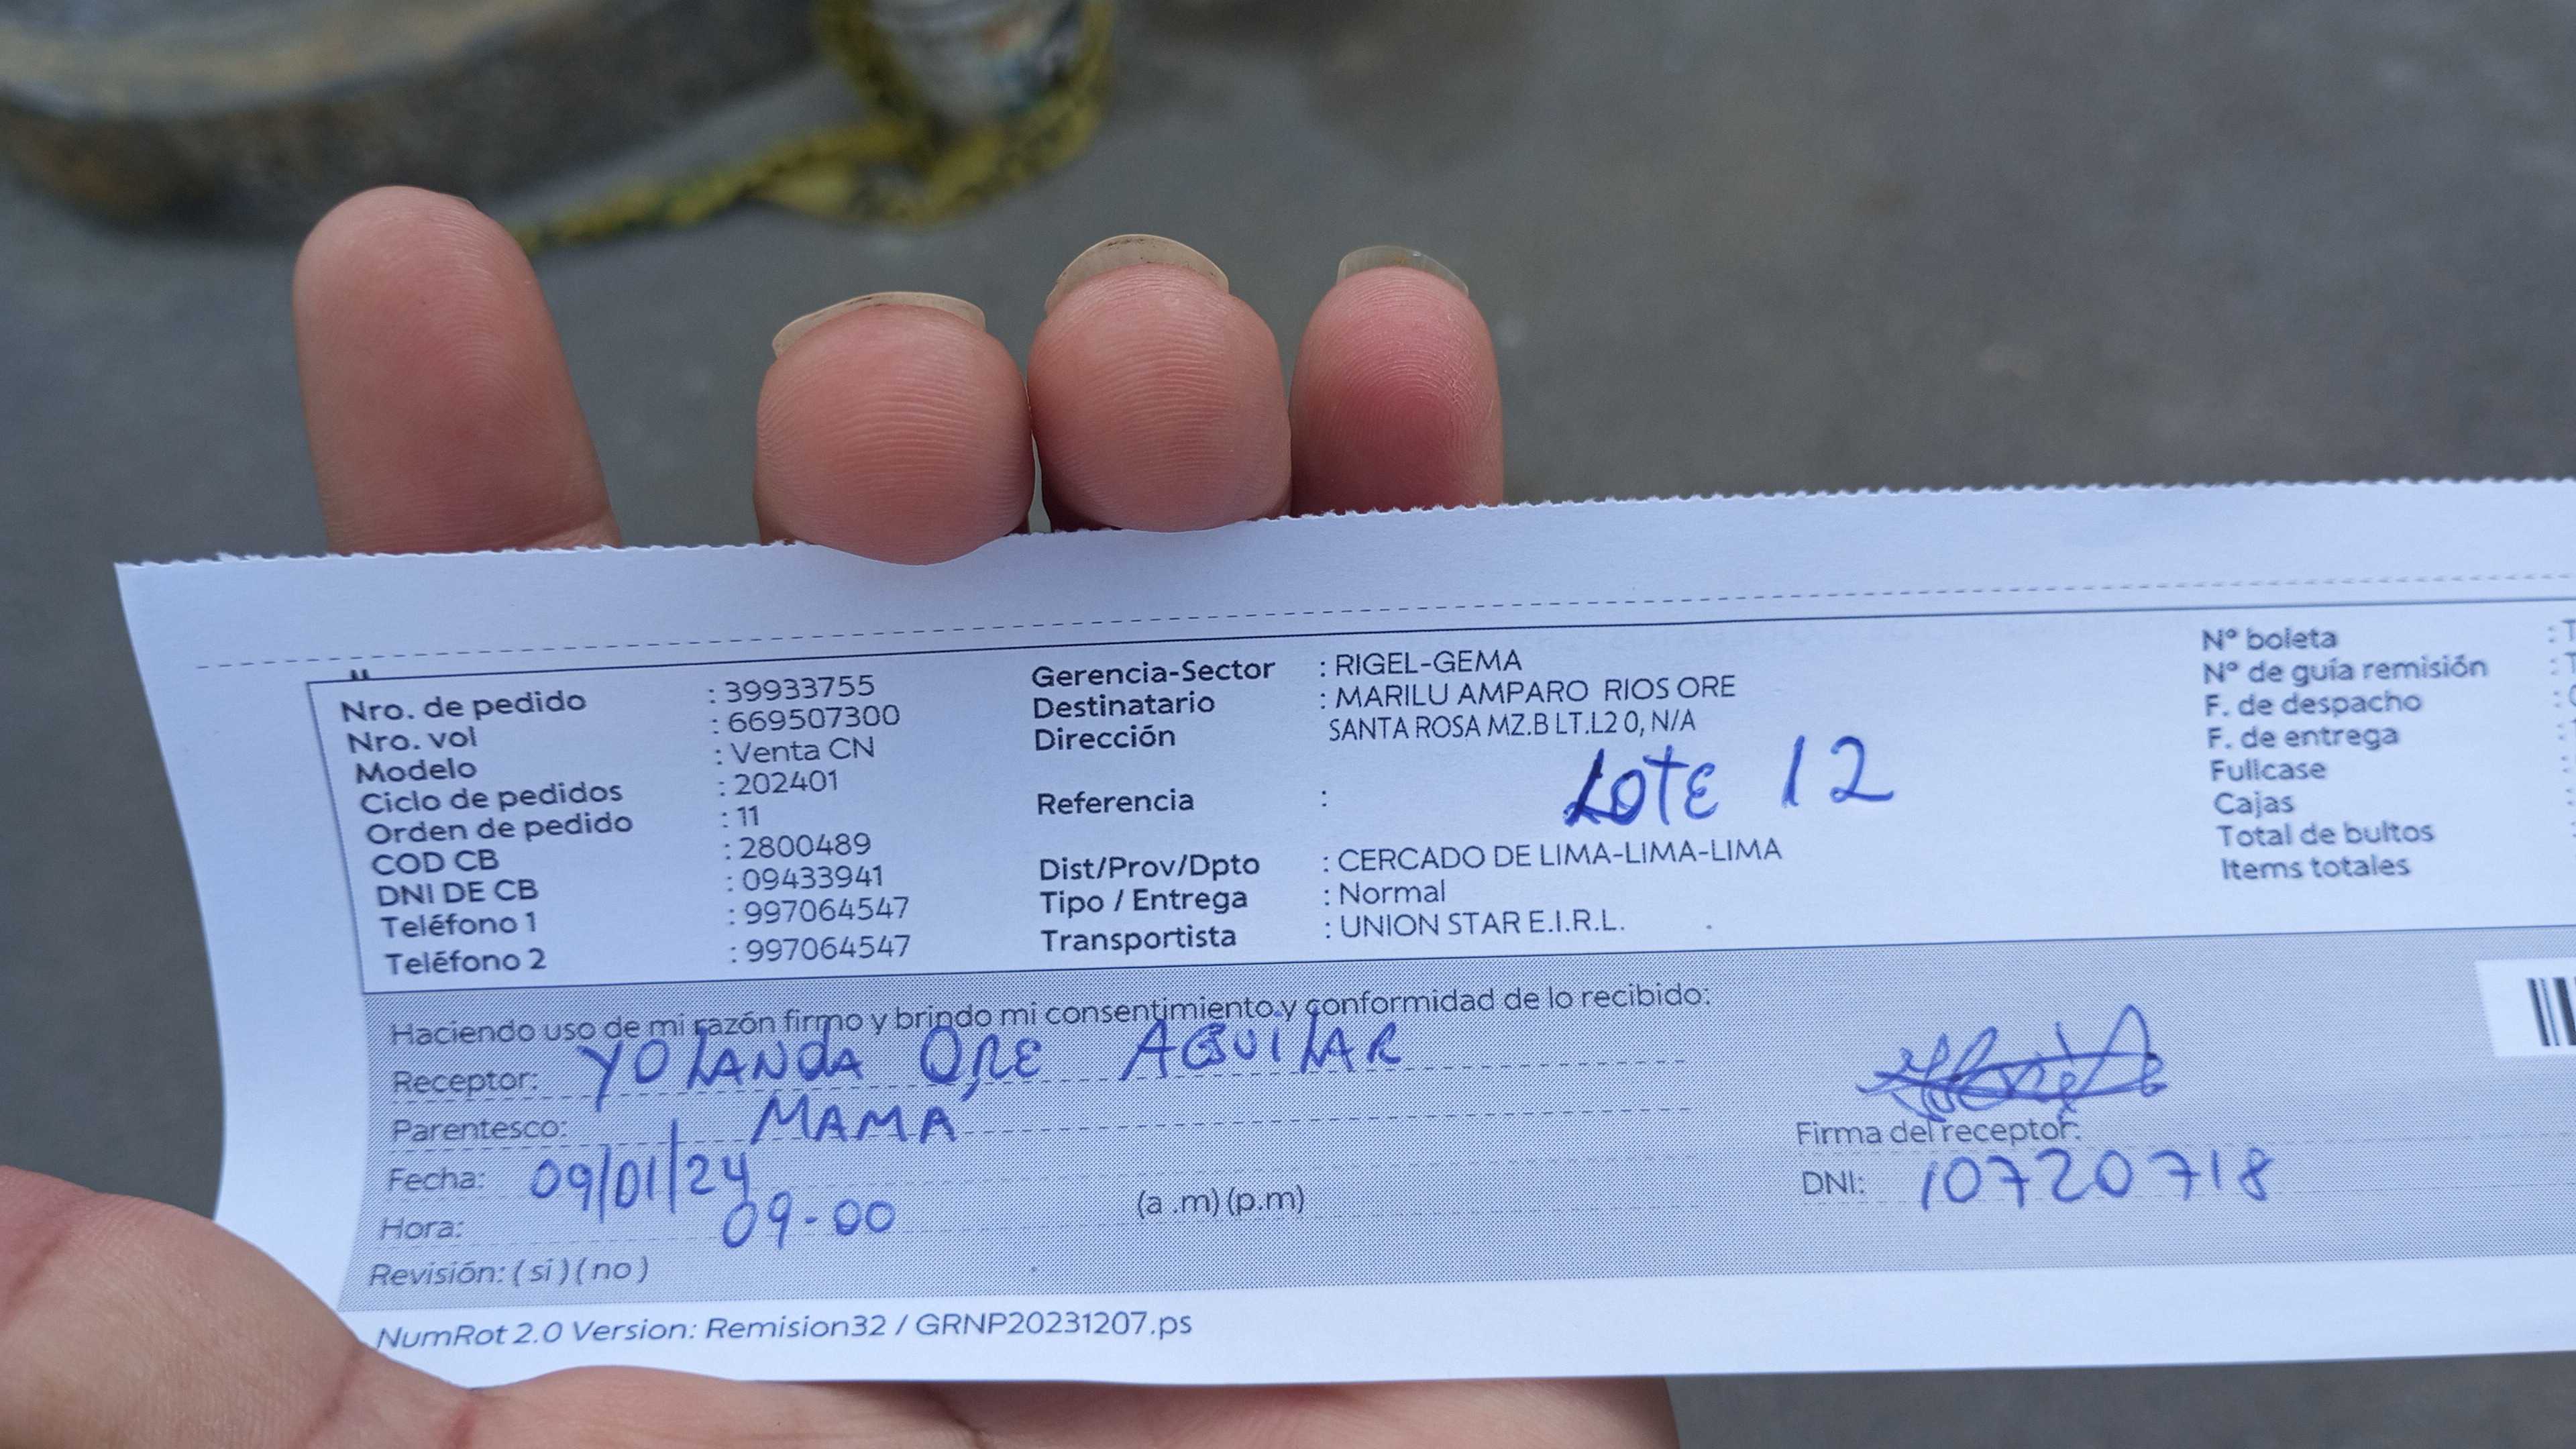 Nro. de pedido : 39933755
Nro. vol : 669507300
Modelo : Venta CN
Ciclo de pedidos : 202401
Orden de pedido : 11
COD CB : 2800489
DNI DE CB : 09433941
Teléfono 1 : 997064547
Teléfono 2 : 997064547
Gerencia-Sector : RIGEL-GEMA
Destinatario : MARILU AMPARO RIOS ORE
Dirección SANTA ROSA MZ.B LT.L2 0, N/A
LOTE 12
Referencia :
Dist/Prov/Dpto : CERCADO DE LIMA-LIMA-LIMA
Tipo / Entrega : Normal
Transportista : UNION STAR E.I.R.L.
Nº boleta : T
Nº de guía remisión : T
F. de despacho :
F. de entrega :
Fullcase :
Cajas :
Total de bultos
Items totales
Haciendo uso de mi razón firmo y brindo mi consentimiento y conformidad de lo recibido:
Receptor: YOLANDA ORE AGUILAR
Parentesco: MAMA
Fecha: 09/01/24
Hora: 09-00 (a .m) (p.m)
Revisión: ( si ) ( no )
Firma del receptor:
DNI: 10720718
NumRot 2.0 Version: Remision32 / GRNP20231207.ps